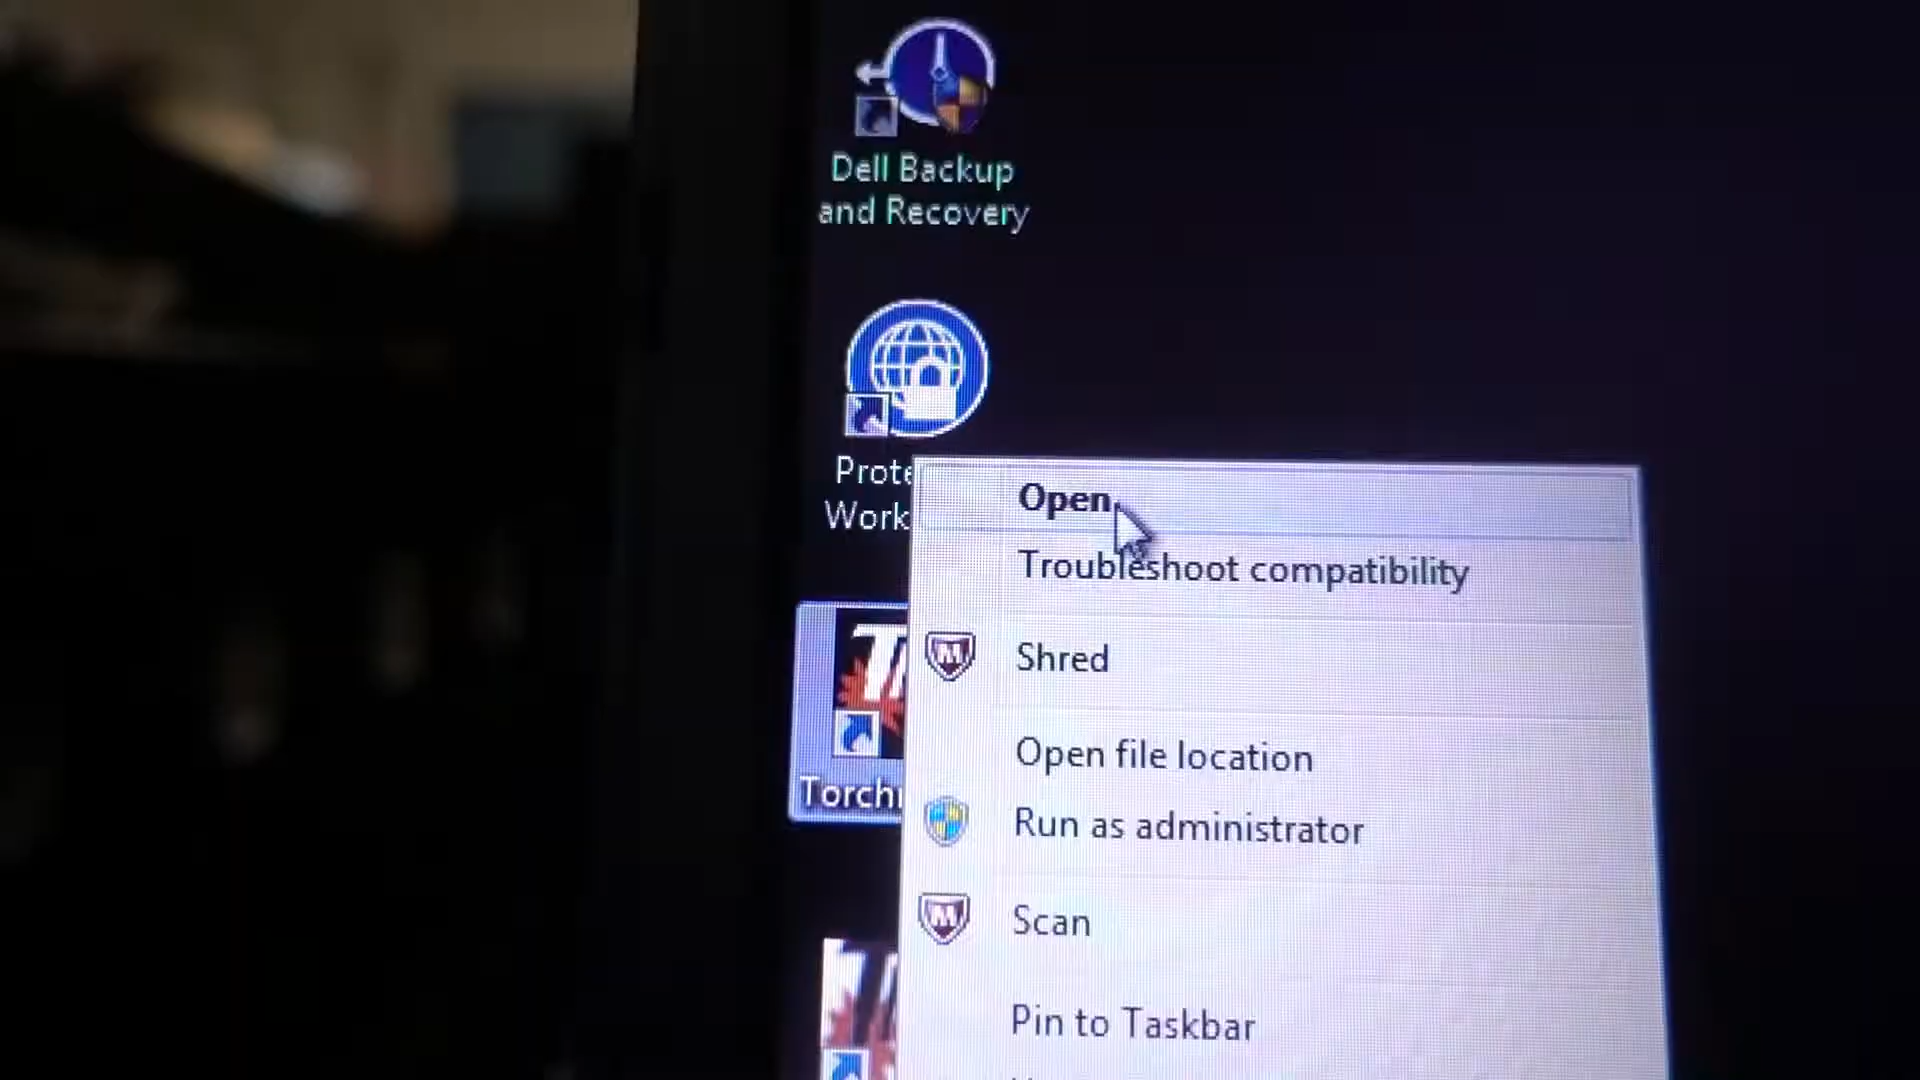 Dell Backup
and Recovery
Prote
Work
Open
Troubleshoot compatibility
Shred
Open file location
Torch
Run as administrator
Scan
Pin to Taskbar